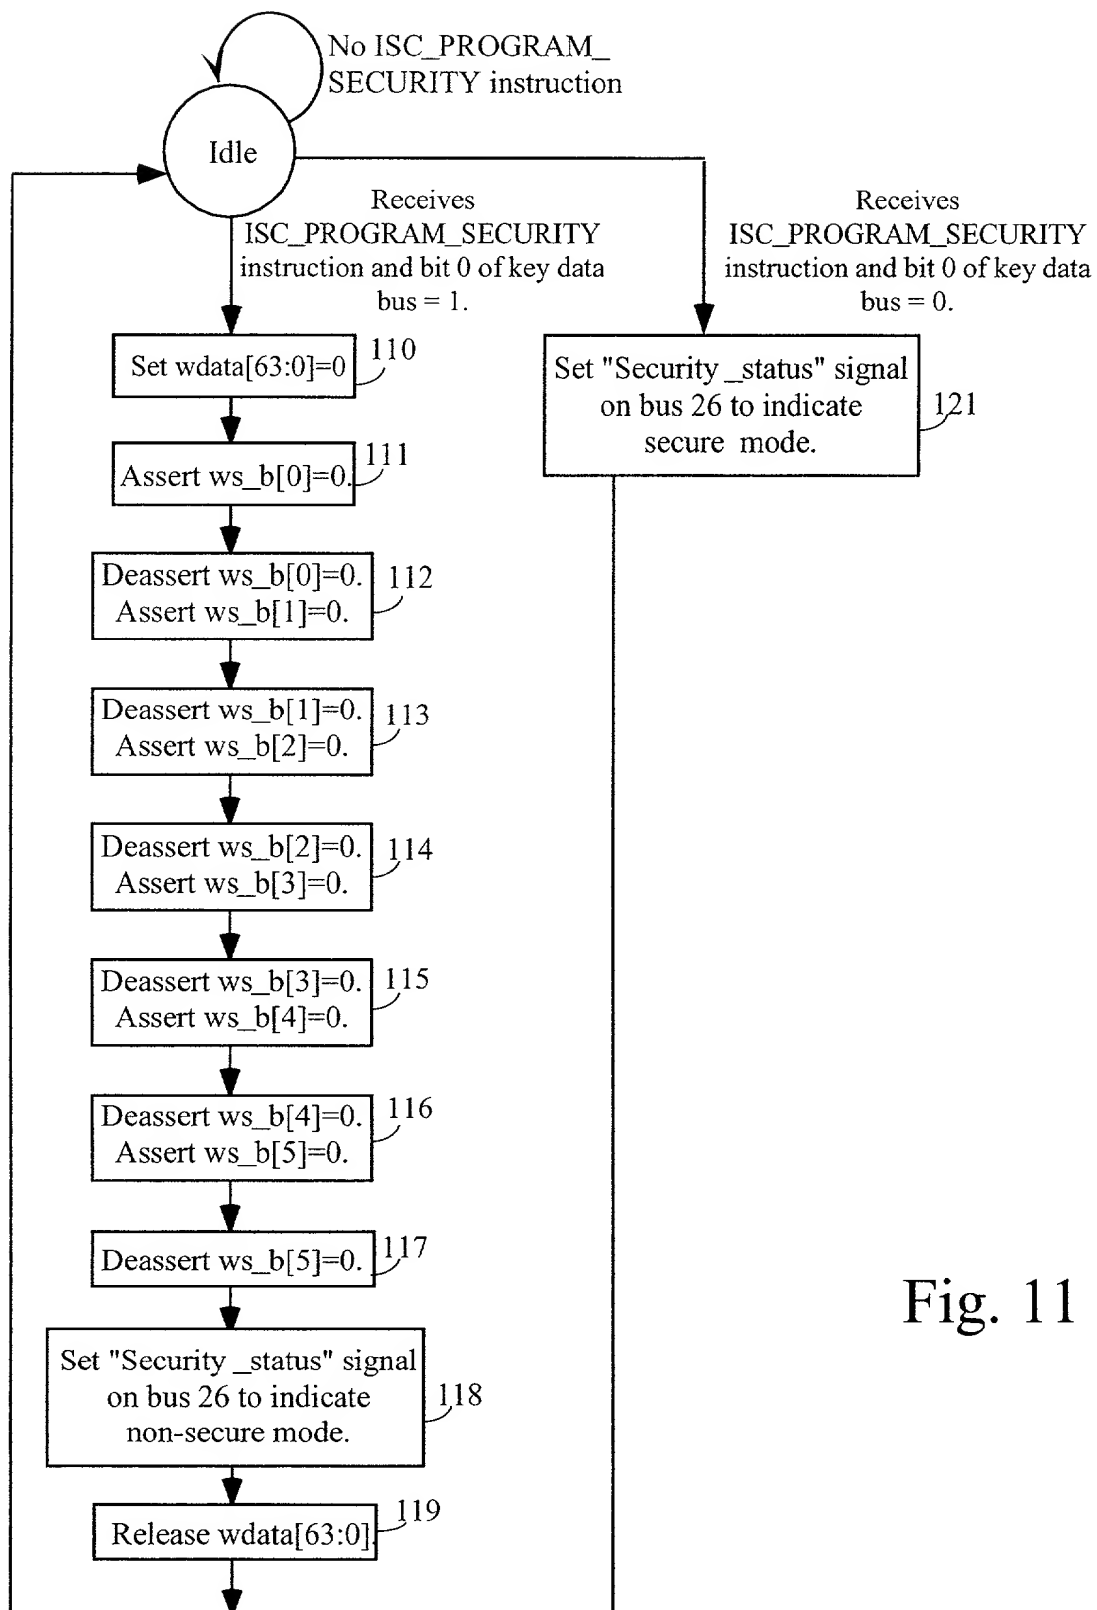 No ISC_PROGRAM_
SECURITY instruction
Idle
Receives
ISC_PROGRAM_SECURITY
instruction and bit 0 of key data
bus = 1.
Receives
ISC_PROGRAM_SECURITY
instruction and bit 0 of key data
bus = 0.
Set wdata[63:0]=0
110
Set "Security_status" signal
on bus 26 to indicate
secure mode.
121
Assert ws_b[0]=0.
111
Deassert ws_b[0]=0.
Assert ws_b[1]=0.
112
Deassert ws_b[1]=0.
Assert ws_b[2]=0.
113
Deassert ws_b[2]=0.
Assert ws_b[3]=0.
114
Deassert ws_b[3]=0.
Assert ws_b[4]=0.
115
Deassert ws_b[4]=0.
Assert ws_b[5]=0.
116
Deassert ws_b[5]=0.
117
Set "Security_status" signal
on bus 26 to indicate
non-secure mode.
118
Release wdata[63:0].
119
Fig. 11